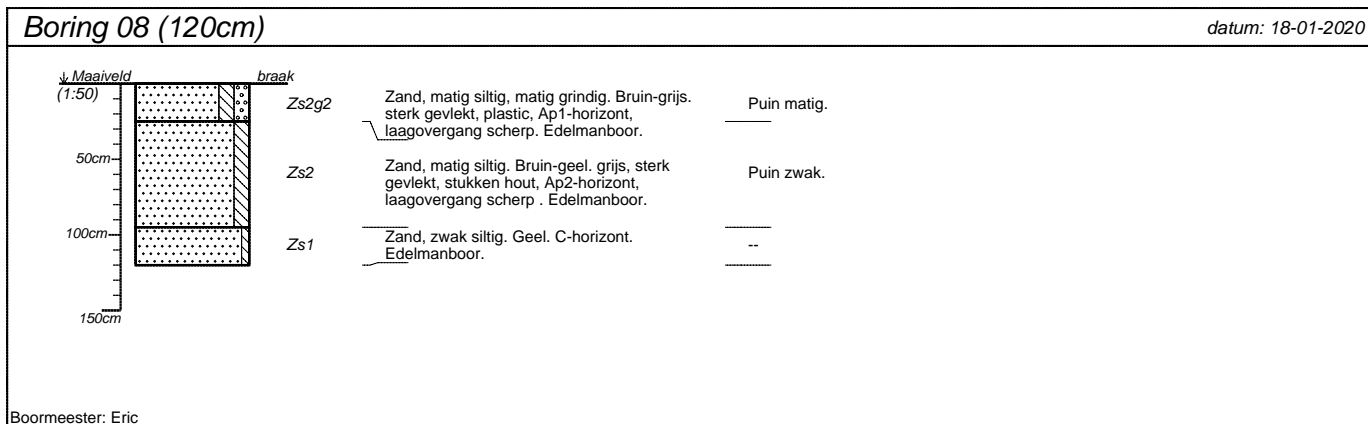 Boring 08 (120cm)
datum: 18-01-2020
Maaiveld
braak
(1:50)
Zs2g2
Zand, matig siltig, matig grindig. Bruin-grijs.
sterk gevlekt, plastic, Ap1-horizont,
laagovergang scherp. Edelmanboor.
Puin matig.
50cm
Zs2
Zand, matig siltig. Bruin-geel. grijs, sterk
gevlekt, stukken hout, Ap2-horizont,
laagovergang scherp . Edelmanboor.
Puin zwak.
100cm
Zs1
Zand, zwak siltig. Geel. C-horizont.
Edelmanboor.
--
150cm
Boormeester: Eric